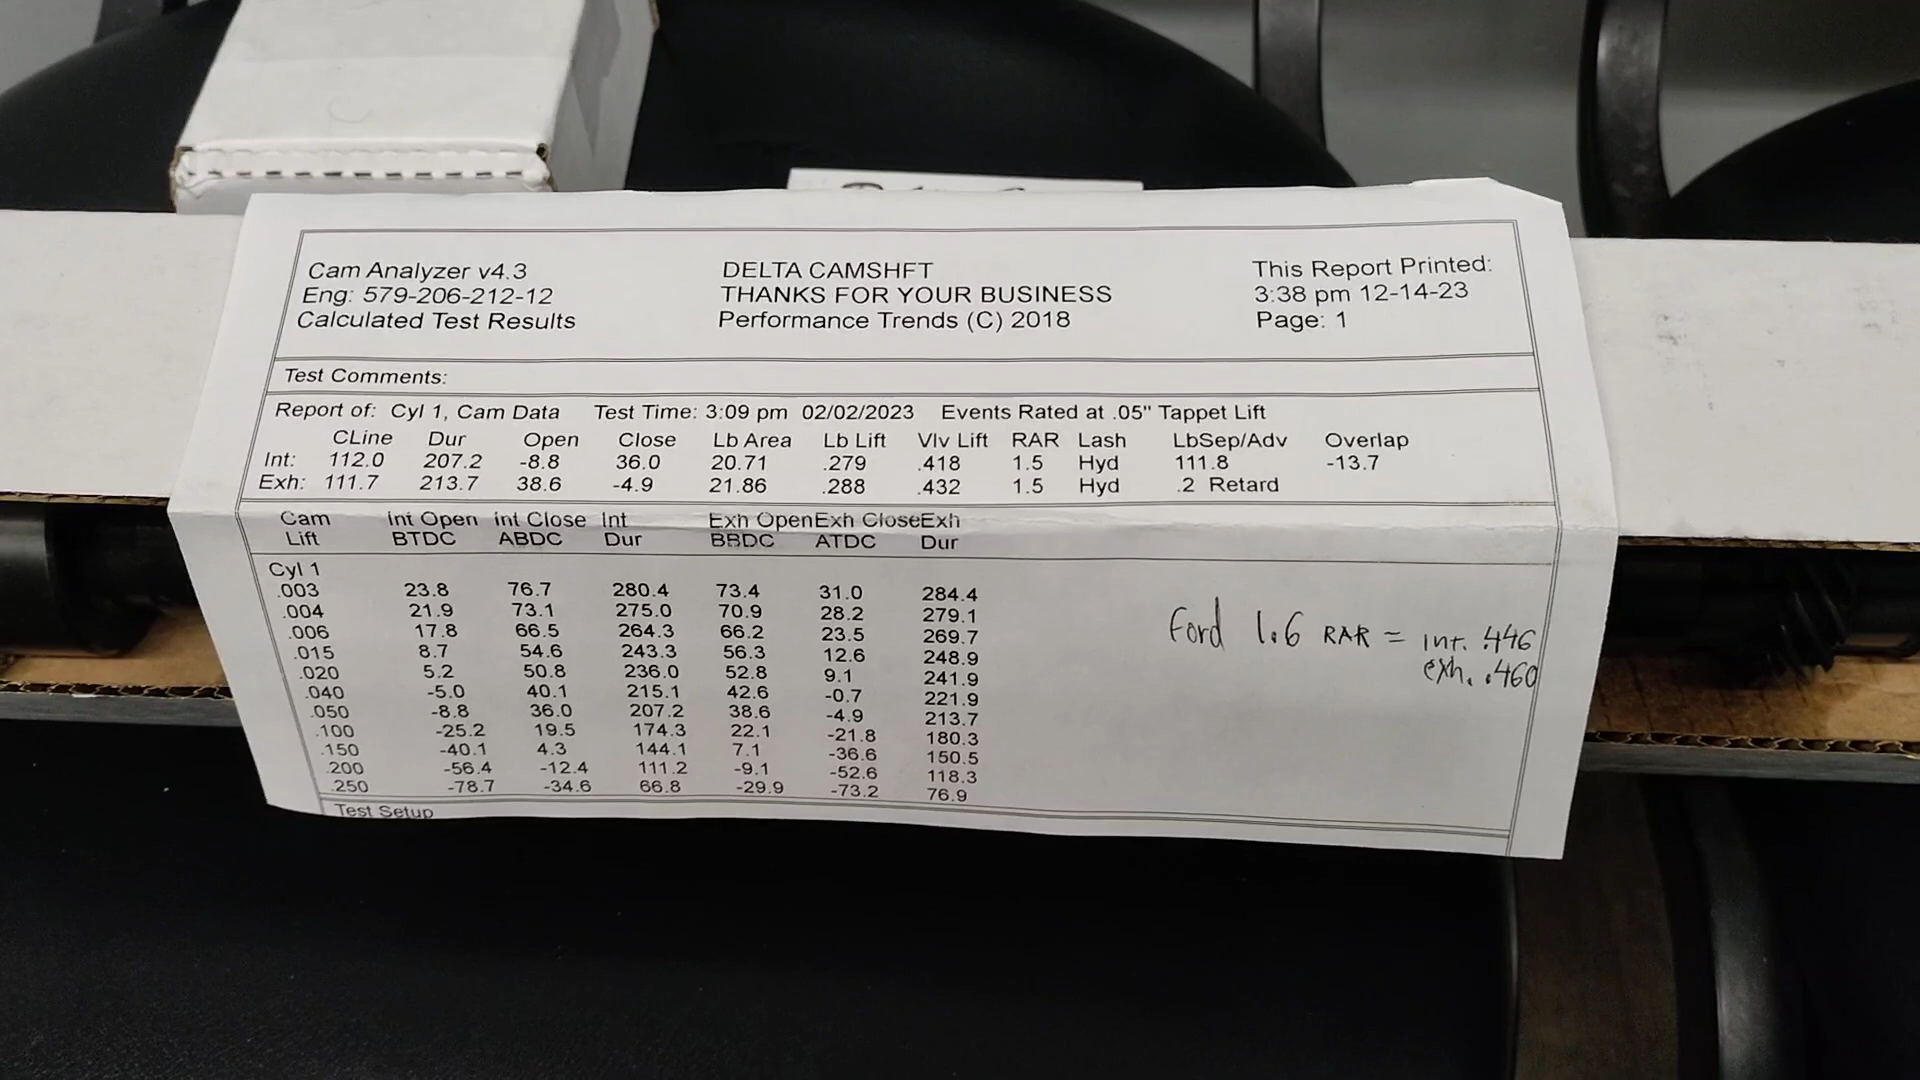 Cam Analyzer v4.3 DELTA CAMSHFT This Report Printed:
Eng: 579-206-212-12 THANKS FOR YOUR BUSINESS 3:38 pm 12-14-23
Calculated Test Results Performance Trends (C) 2018 Page: 1
Test Comments:
Report of: Cyl 1, Cam Data Test Time: 3:09 pm 02/02/2023 Events Rated at .05" Tappet Lift
CLine Dur Open Close Lb Area Lb Lift Vlv Lift RAR Lash LbSep/Adv Overlap
Int: 112.0 207.2 -8.8 36.0 20.71 .279 .418 1.5 Hyd 111.8 -13.7
Exh: 111.7 213.7 38.6 -4.9 21.86 .288 .432 1.5 Hyd .2 Retard
Cam Int Open Int Close Int Exh Open Exh Close Exh
Lift BTDC ABDC Dur BBDC ATDC Dur
Cyl 1
.003 23.8 76.7 280.4 73.4 31.0 284.4
.004 21.9 73.1 275.0 70.9 28.2 279.1
.006 17.8 66.5 264.3 66.2 23.5 269.7
.015 8.7 54.6 243.3 56.3 12.6 248.9
.020 5.2 50.8 236.0 52.8 9.1 241.9
.040 -5.0 40.1 215.1 42.6 -0.7 221.9
.050 -8.8 36.0 207.2 38.6 -4.9 213.7
.100 -25.2 19.5 174.3 22.1 -21.8 180.3
.150 -40.1 4.3 144.1 7.1 -36.6 150.5
.200 -56.4 -12.4 111.2 -9.1 -52.6 118.3
.250 -78.7 -34.6 66.8 -29.9 -73.2 76.9
Test Setup
Ford 1.6 RAR = int. .446
exh. .460